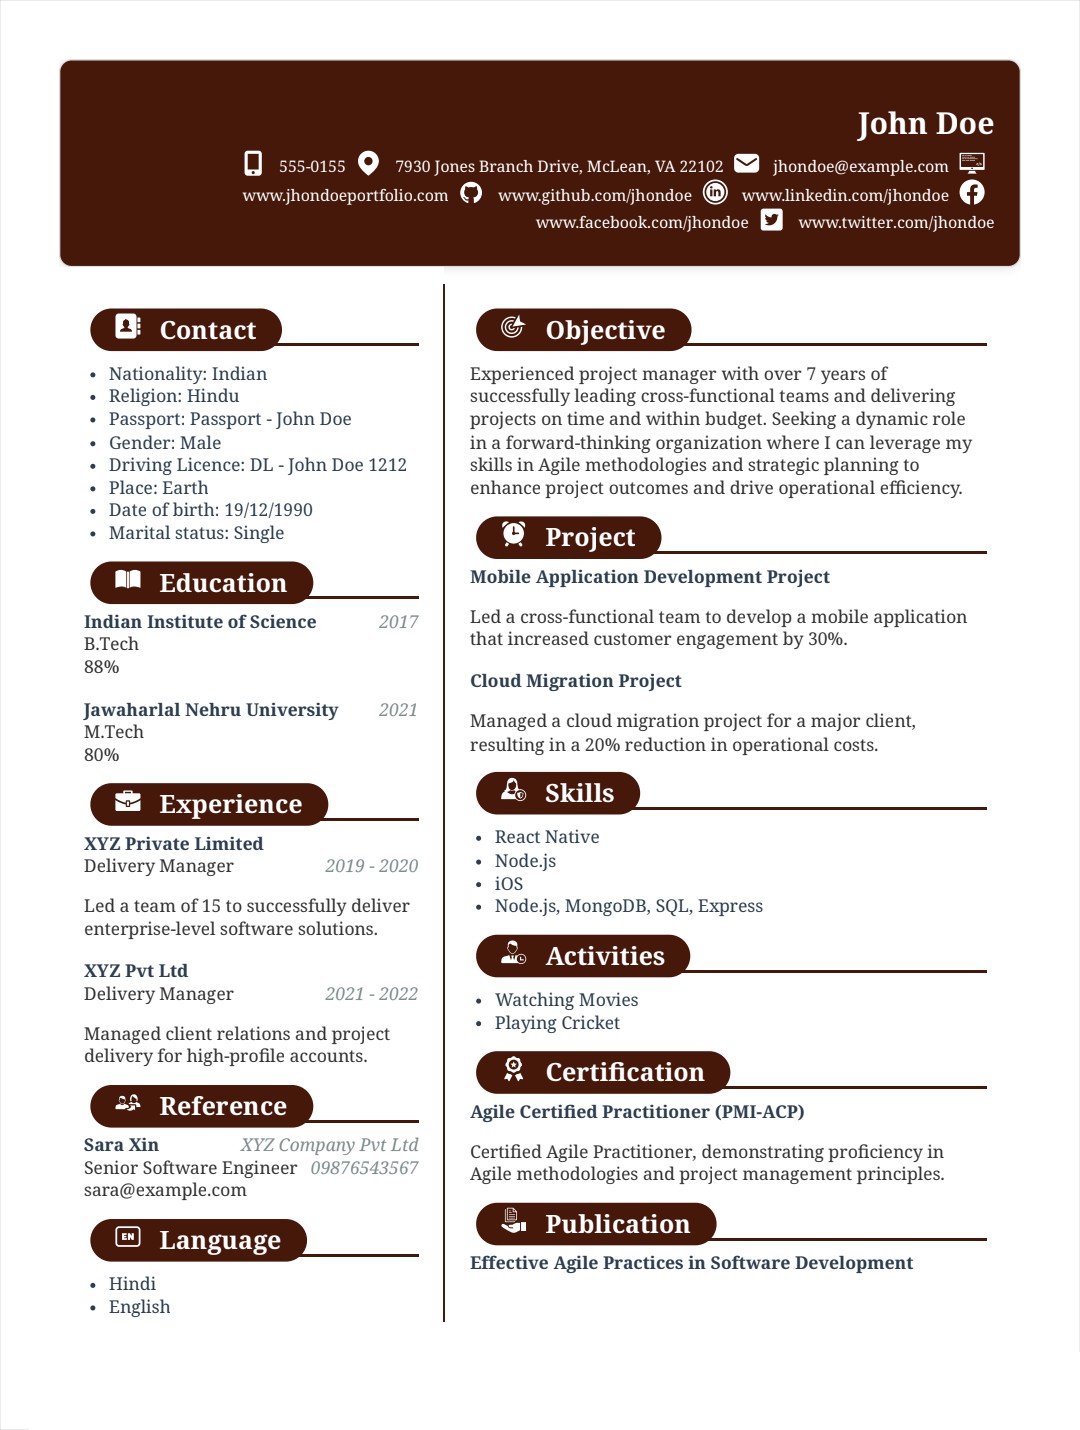 John Doe
555-0155 7930 Jones Branch Drive, McLean, VA 22102 jhondoe@example.com
www.jhondoeportfolio.com www.github.com/jhondoe www.linkedin.com/jhondoe
www.facebook.com/jhondoe www.twitter.com/jhondoe
Contact
• Nationality: Indian
• Religion: Hindu
• Passport: Passport - John Doe
• Gender: Male
• Driving Licence: DL - John Doe 1212
• Place: Earth
• Date of birth: 19/12/1990
• Marital status: Single
Education
Indian Institute of Science 2017
B.Tech
88%
Jawaharlal Nehru University 2021
M.Tech
80%
Experience
XYZ Private Limited
Delivery Manager 2019 - 2020
Led a team of 15 to successfully deliver
enterprise-level software solutions.
XYZ Pvt Ltd
Delivery Manager 2021 - 2022
Managed client relations and project
delivery for high-profile accounts.
Reference
Sara Xin XYZ Company Pvt Ltd
Senior Software Engineer 09876543567
sara@example.com
EN Language
• Hindi
• English
Objective
Experienced project manager with over 7 years of
successfully leading cross-functional teams and delivering
projects on time and within budget. Seeking a dynamic role
in a forward-thinking organization where I can leverage my
skills in Agile methodologies and strategic planning to
enhance project outcomes and drive operational efficiency.
Project
Mobile Application Development Project
Led a cross-functional team to develop a mobile application
that increased customer engagement by 30%.
Cloud Migration Project
Managed a cloud migration project for a major client,
resulting in a 20% reduction in operational costs.
Skills
• React Native
• Node.js
• iOS
• Node.js, MongoDB, SQL, Express
Activities
• Watching Movies
• Playing Cricket
Certification
Agile Certified Practitioner (PMI-ACP)
Certified Agile Practitioner, demonstrating proficiency in
Agile methodologies and project management principles.
Publication
Effective Agile Practices in Software Development